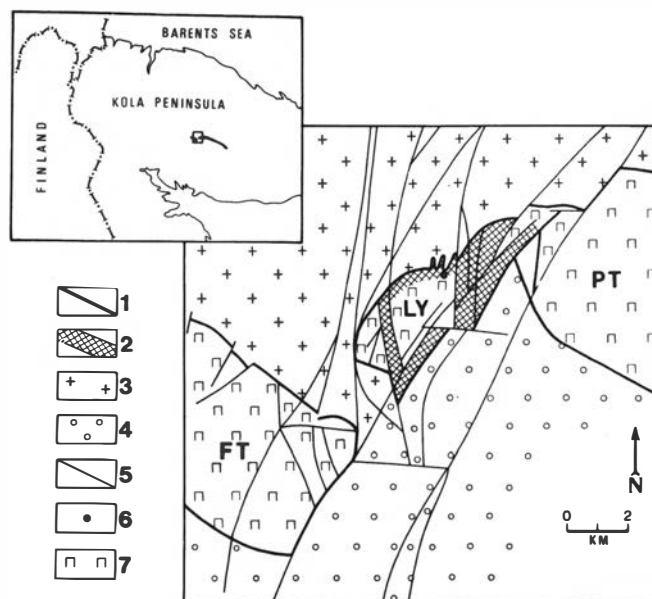 BARENTS SEA
KOLA PENINSULA
FINLAND
1
2
3
4
5
6
7
LY
PT
FT
N
0 2
KM